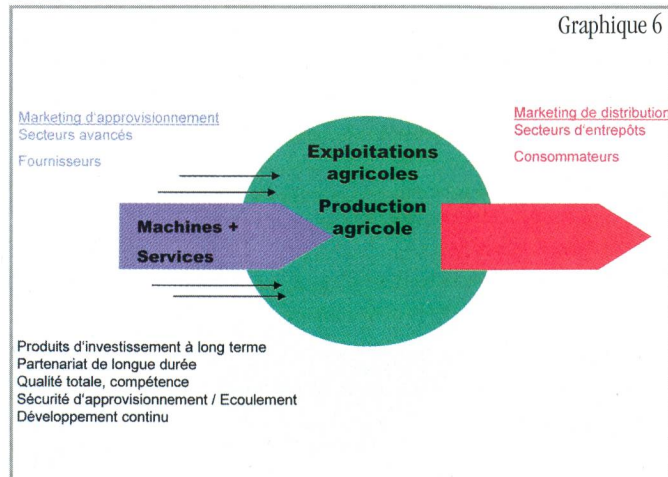 Graphique 6
Marketing d'approvisionnement
Secteurs avancés
Fournisseurs
Marketing de distribution
Secteurs d'entrepôts
Consommateurs
Exploitations
agricoles
Production
agricole
Machines +
Services
Produits d'investissement à long terme
Partenariat de longue durée
Qualité totale, compétence
Sécurité d'approvisionnement / Ecoulement
Développement continu